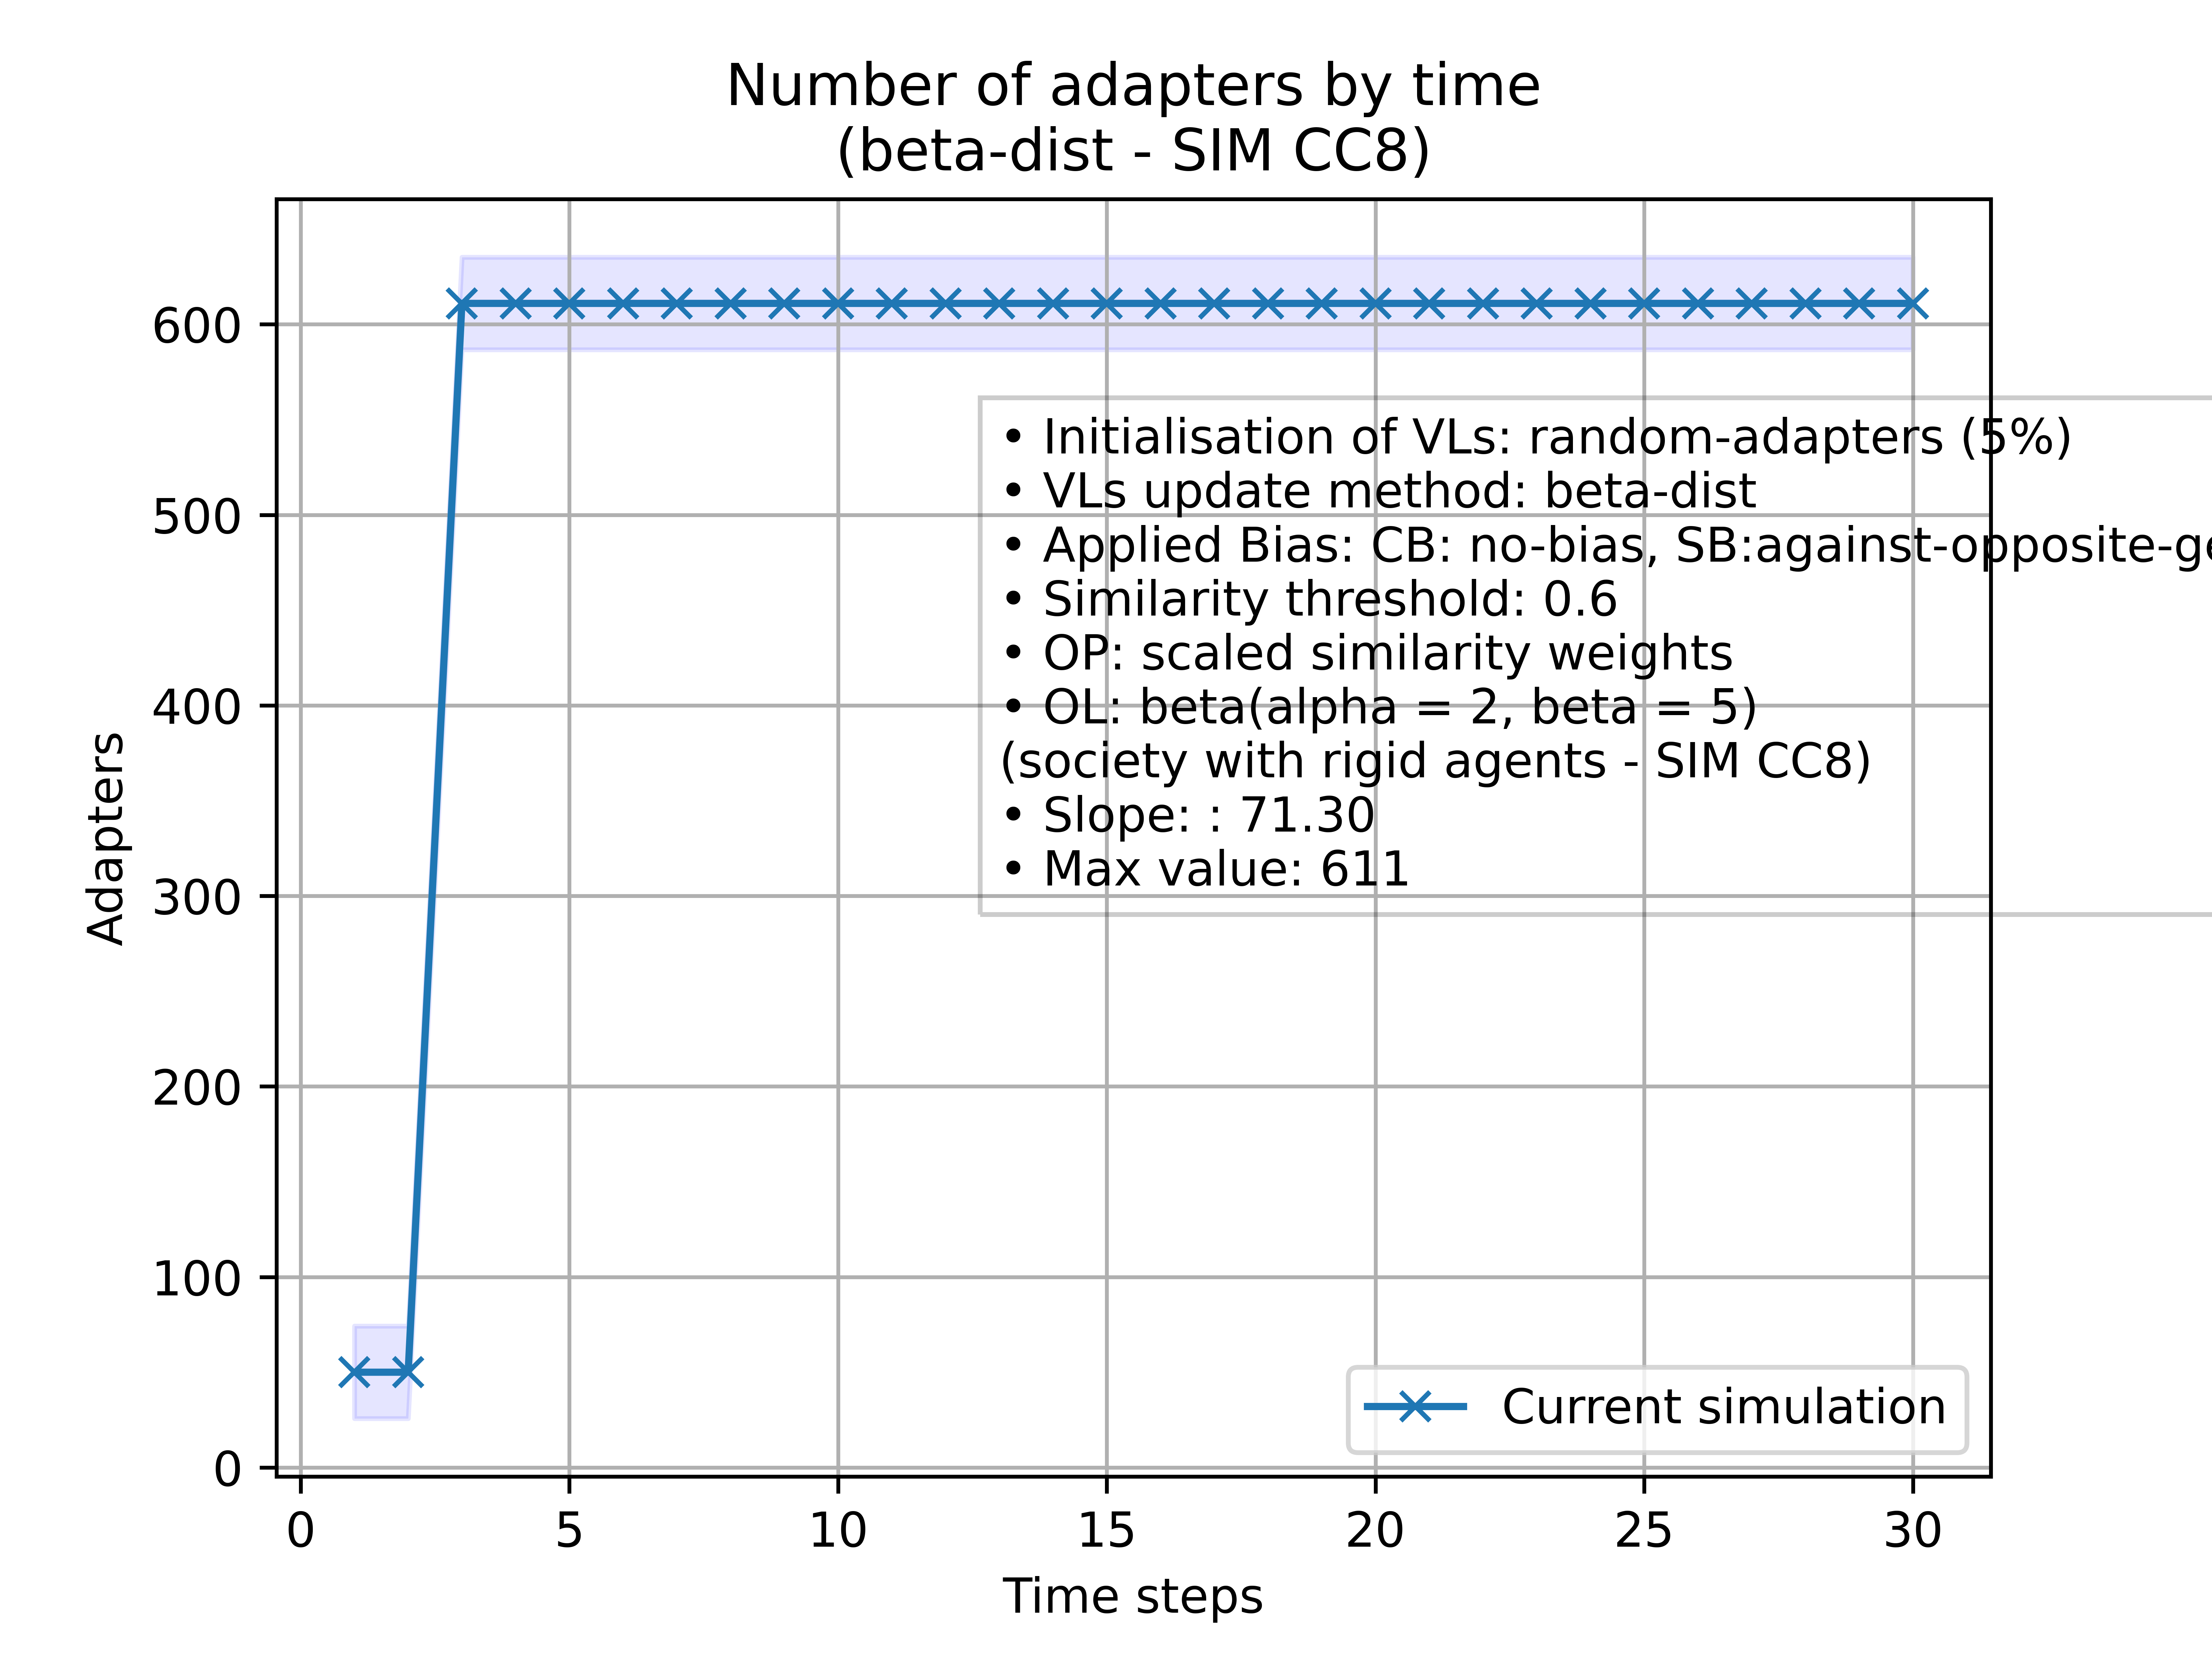 Number of adapters by time
(beta-dist - SIM CC8)
600
500
400
300
200
100
0
Adapters
• Initialisation of VLs: random-adapters (5%)
• VLs update method: beta-dist
• Applied Bias: CB: no-bias, SB:against-opposite-ge
• Similarity threshold: 0.6
• OP: scaled similarity weights
• OL: beta(alpha = 2, beta = 5)
(society with rigid agents - SIM CC8)
• Slope: : 71.30
• Max value: 611
Current simulation
0 5 10 15 20 25 30
Time steps